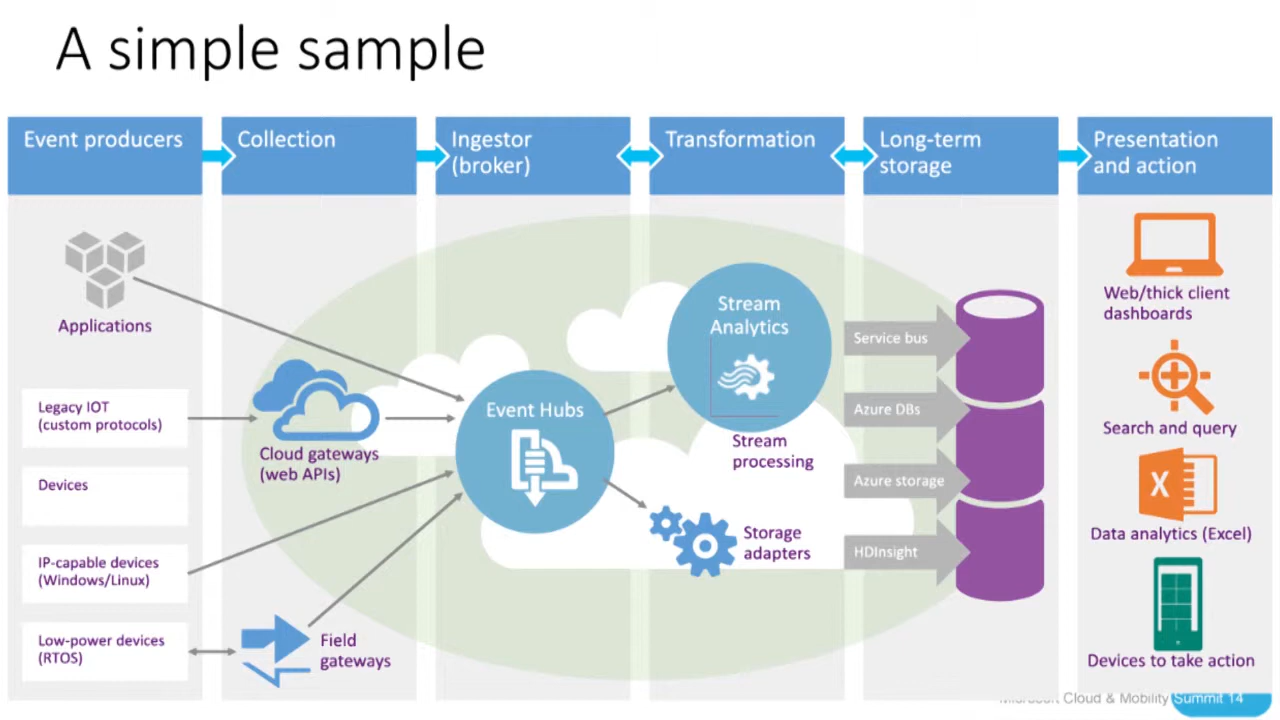 A simple sample
Event producers
Collection
Ingestor
(broker)
Transformation
Long-term
storage
Presentation
and action
Applications
Legacy IOT
(custom protocols)
Devices
IP-capable devices
(Windows/Linux)
Low-power devices
(RTOS)
Cloud gateways
(web APIs)
Field
gateways
Event Hubs
Stream
Analytics
Stream
processing
Storage
adapters
Service bus
Azure DBs
Azure storage
HDInsight
Web/thick client
dashboards
Search and query
X
Data analytics (Excel)
Devices to take action
Microsoft Cloud & Mobility Summit 14